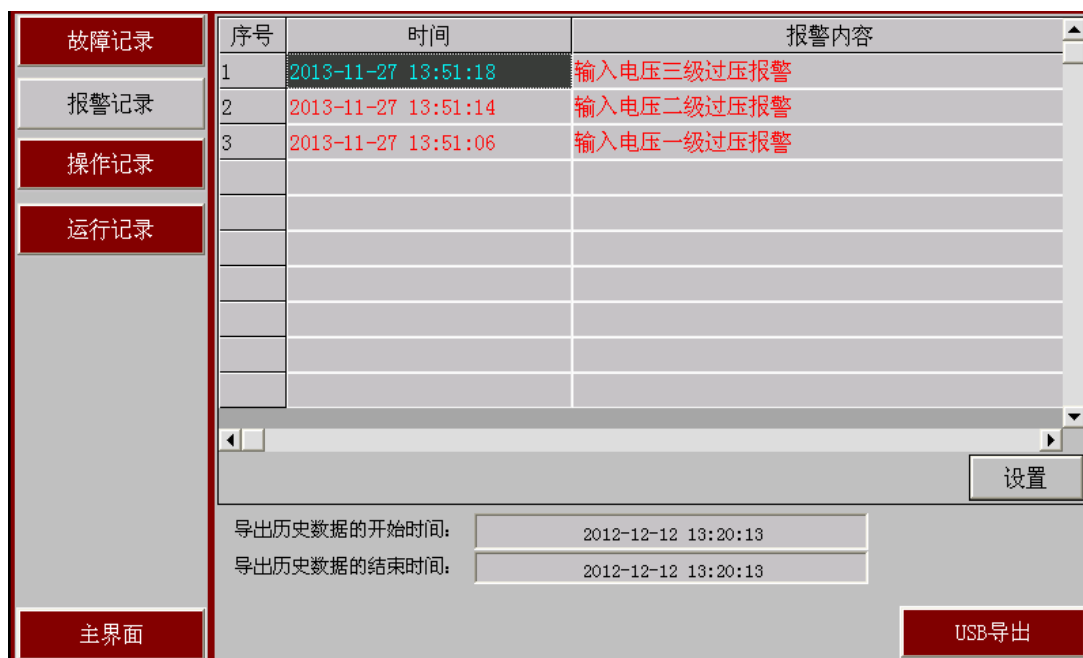 故障记录
报警记录
操作记录
运行记录
主界面
序号 时间 报警内容
1 2013-11-27 13:51:18 输入电压三级过压报警
2 2013-11-27 13:51:14 输入电压二级过压报警
3 2013-11-27 13:51:06 输入电压一级过压报警
设置
导出历史数据的开始时间: 2012-12-12 13:20:13
导出历史数据的结束时间: 2012-12-12 13:20:13
USB导出